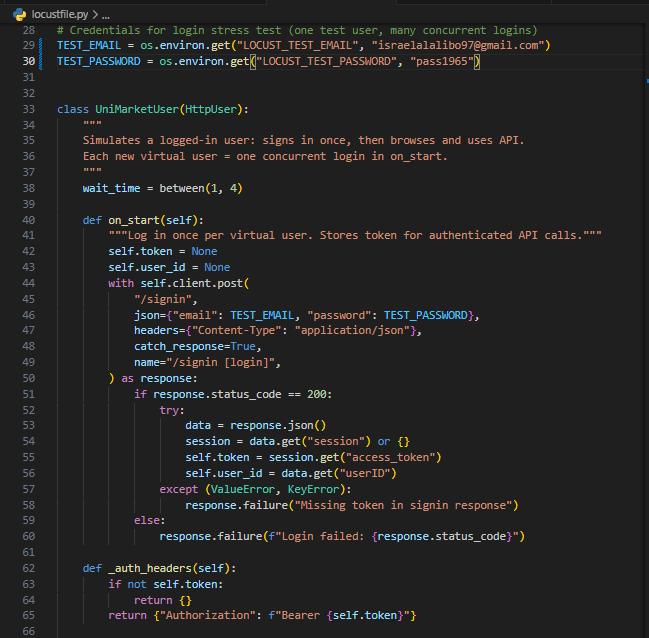 locustfile.py > ...
28 # Credentials for login stress test (one test user, many concurrent logins)
29 TEST_EMAIL = os.environ.get("LOCUST_TEST_EMAIL", "israelalalibo97@gmail.com")
30 TEST_PASSWORD = os.environ.get("LOCUST_TEST_PASSWORD", "pass1965")
31
32
33 class UniMarketUser(HttpUser):
34     """
35     Simulates a logged-in user: signs in once, then browses and uses API.
36     Each new virtual user = one concurrent login in on_start.
37     """
38     wait_time = between(1, 4)
39
40     def on_start(self):
41         """Log in once per virtual user. Stores token for authenticated API calls."""
42         self.token = None
43         self.user_id = None
44         with self.client.post(
45             "/signin",
46             json={"email": TEST_EMAIL, "password": TEST_PASSWORD},
47             headers={"Content-Type": "application/json"},
48             catch_response=True,
49             name="/signin [login]",
50         ) as response:
51             if response.status_code == 200:
52                 try:
53                     data = response.json()
54                     session = data.get("session") or {}
55                     self.token = session.get("access_token")
56                     self.user_id = data.get("userID")
57                 except (ValueError, KeyError):
58                     response.failure("Missing token in signin response")
59             else:
60                 response.failure(f"Login failed: {response.status_code}")
61
62     def _auth_headers(self):
63         if not self.token:
64             return {}
65         return {"Authorization": f"Bearer {self.token}"}
66